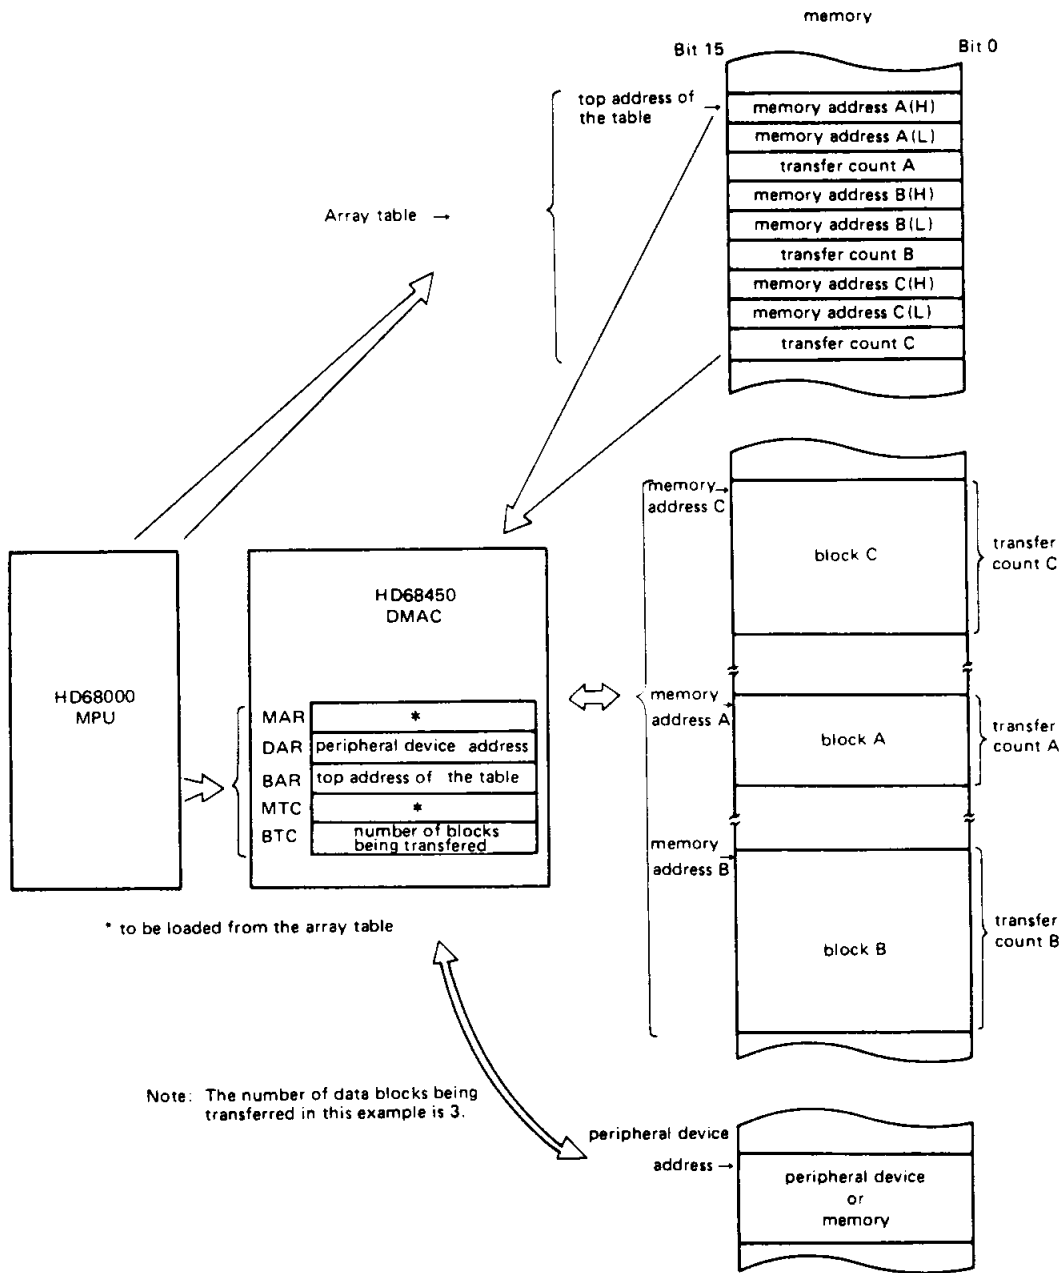 memory
Bit 15
Bit 0
top address of
the table
memory address A(H)
memory address A(L)
transfer count A
memory address B(H)
memory address B(L)
transfer count B
memory address C(H)
memory address C(L)
transfer count C
Array table
memory
address C
block C
transfer
count C
HD68450
DMAC
HD68000
MPU
MAR
*
DAR
peripheral device address
BAR
top address of the table
MTC
*
BTC
number of blocks
being transfered
memory
address A
block A
transfer
count A
memory
address B
block B
transfer
count B
* to be loaded from the array table
Note: The number of data blocks being
transferred in this example is 3.
peripheral device
address
peripheral device
or
memory